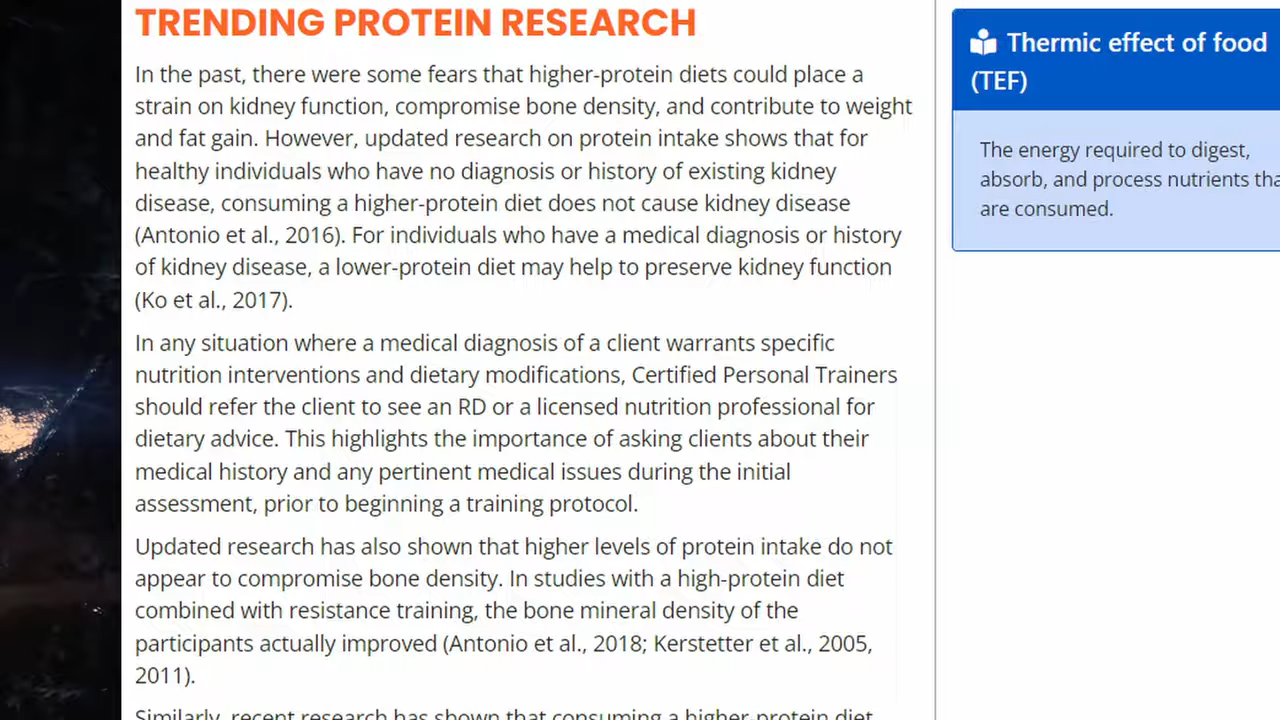 TRENDING PROTEIN RESEARCH
In the past, there were some fears that higher-protein diets could place a
strain on kidney function, compromise bone density, and contribute to weight
and fat gain. However, updated research on protein intake shows that for
healthy individuals who have no diagnosis or history of existing kidney
disease, consuming a higher-protein diet does not cause kidney disease
(Antonio et al., 2016). For individuals who have a medical diagnosis or history
of kidney disease, a lower-protein diet may help to preserve kidney function
(Ko et al., 2017).
In any situation where a medical diagnosis of a client warrants specific
nutrition interventions and dietary modifications, Certified Personal Trainers
should refer the client to see an RD or a licensed nutrition professional for
dietary advice. This highlights the importance of asking clients about their
medical history and any pertinent medical issues during the initial
assessment, prior to beginning a training protocol.
Updated research has also shown that higher levels of protein intake do not
appear to compromise bone density. In studies with a high-protein diet
combined with resistance training, the bone mineral density of the
participants actually improved (Antonio et al., 2018; Kerstetter et al., 2005,
2011).
Similarly, recent research has shown that consuming a higher-protein diet
Thermic effect of food
(TEF)
The energy required to digest,
absorb, and process nutrients tha
are consumed.